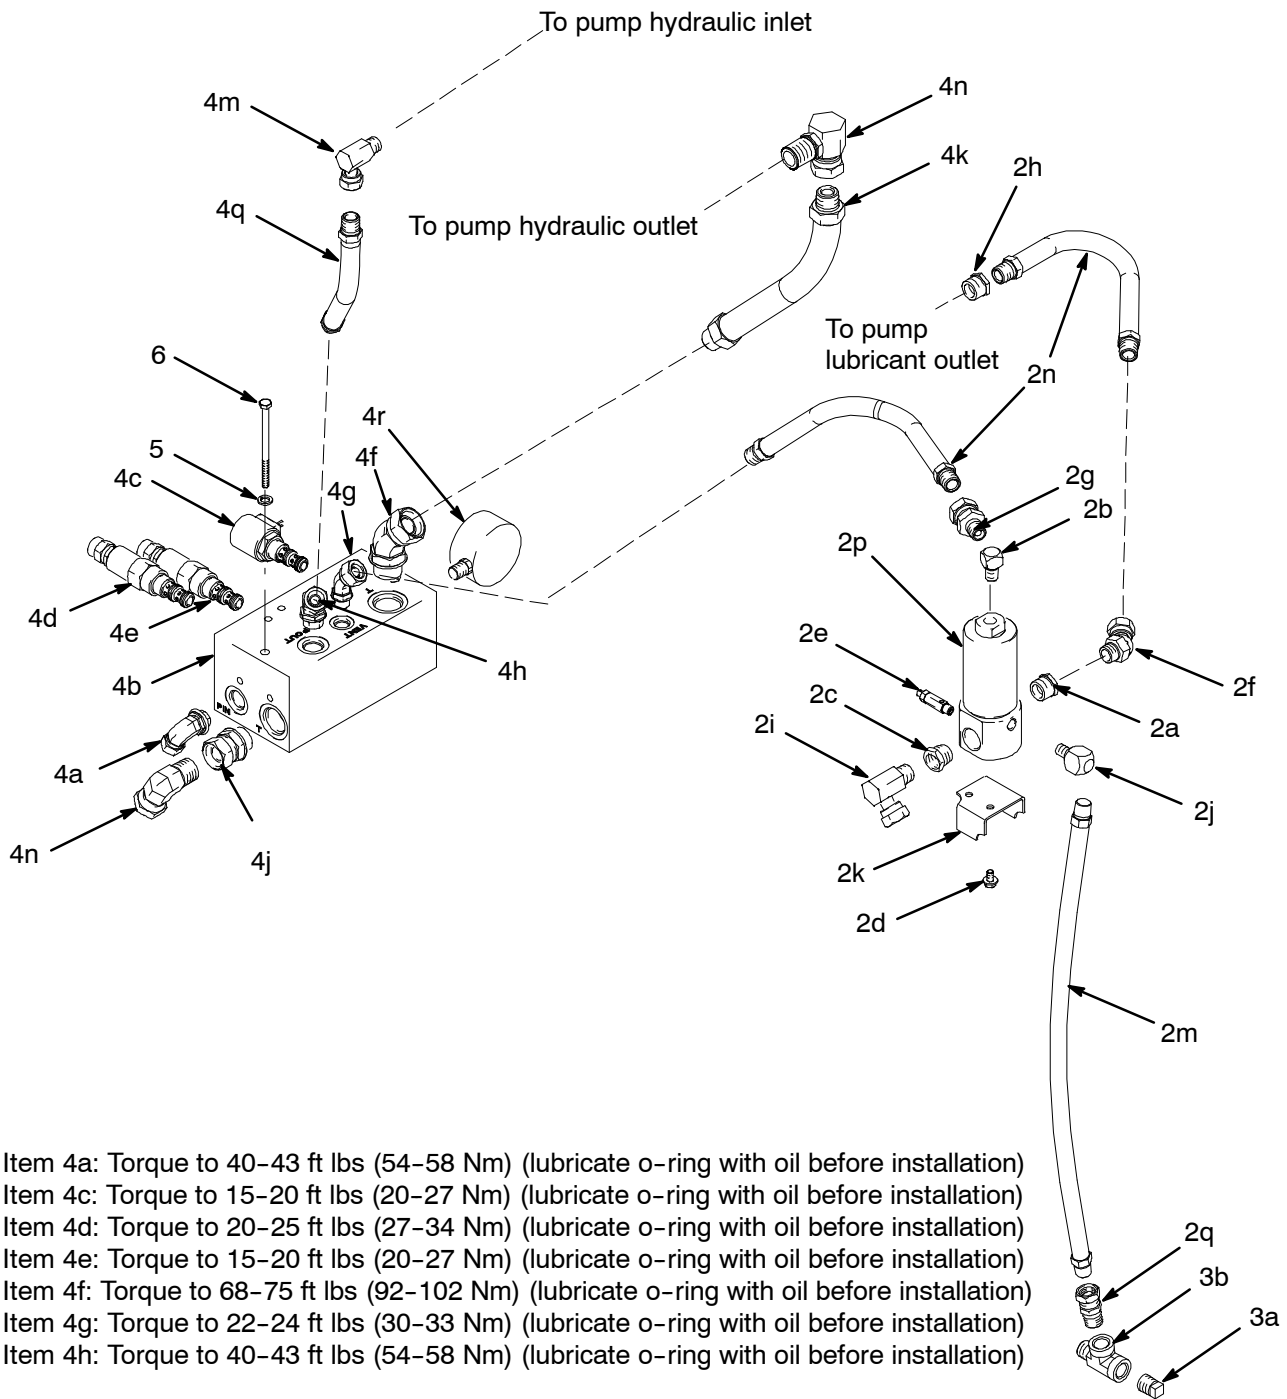 To pump hydraulic inlet
4m
4n
4k
2h
4q
To pump hydraulic outlet
To pump
lubricant outlet
6
2n
4r
5
4f
4c
4g
2g
2b
2p
4d
4e
2e
4h
4b
2c
2f
2i
2a
4a
2j
4n
4j
2k
2d
P OUT
VENT
T
PIN
T
2m
Item 4a: Torque to 40-43 ft lbs (54-58 Nm) (lubricate o-ring with oil before installation)
Item 4c: Torque to 15-20 ft lbs (20-27 Nm) (lubricate o-ring with oil before installation)
Item 4d: Torque to 20-25 ft lbs (27-34 Nm) (lubricate o-ring with oil before installation)
Item 4e: Torque to 15-20 ft lbs (20-27 Nm) (lubricate o-ring with oil before installation)
Item 4f: Torque to 68-75 ft lbs (92-102 Nm) (lubricate o-ring with oil before installation)
Item 4g: Torque to 22-24 ft lbs (30-33 Nm) (lubricate o-ring with oil before installation)
Item 4h: Torque to 40-43 ft lbs (54-58 Nm) (lubricate o-ring with oil before installation)
2q
3b
3a